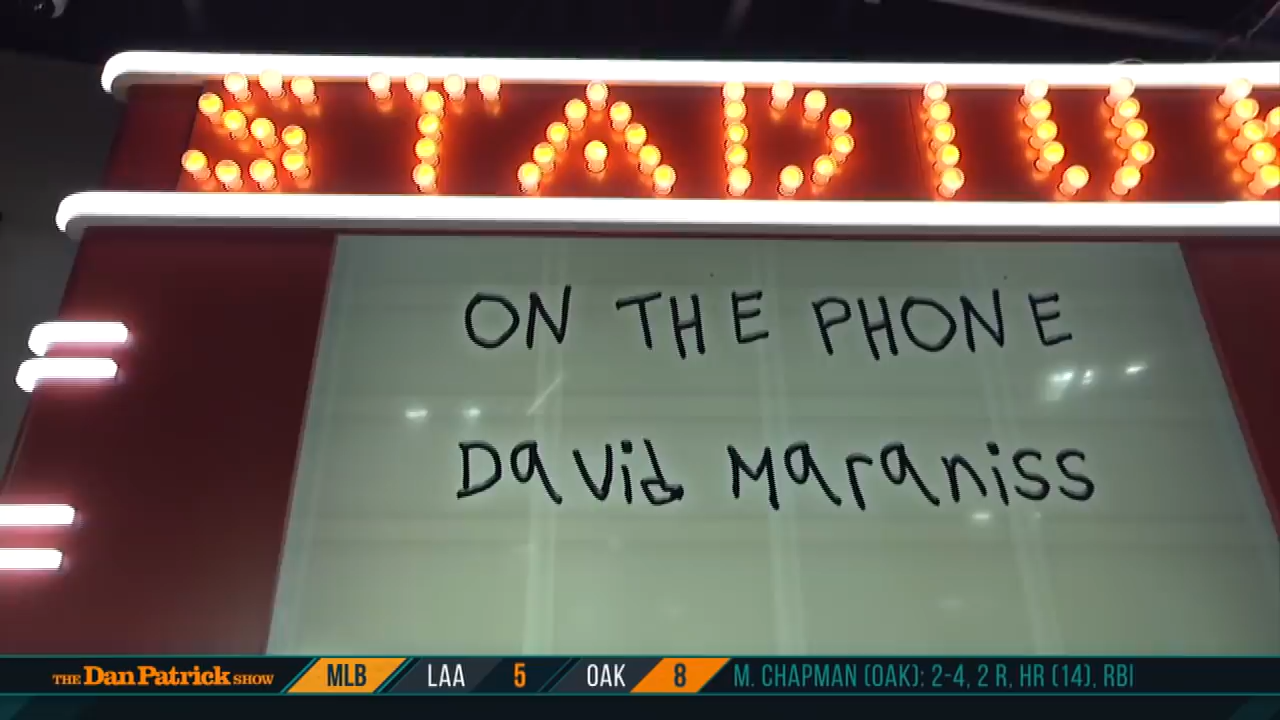 STADIU
ON THE PHONE
David Maraniss
THE Dan Patrick SHOW MLB LAA 5 OAK 8 M. CHAPMAN (OAK): 2-4, 2 R, HR (14), RBI